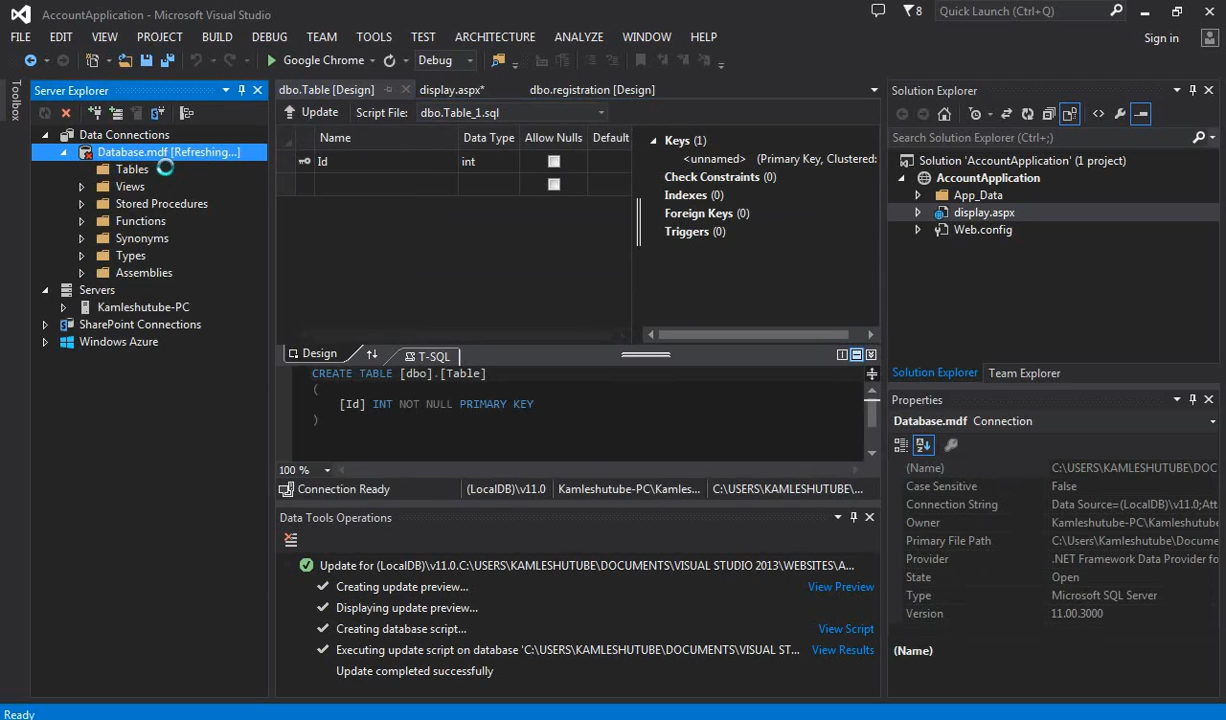 AccountApplication - Microsoft Visual Studio
8
Quick Launch (Ctrl+Q)
FILE EDIT VIEW PROJECT BUILD DEBUG TEAM TOOLS TEST ARCHITECTURE ANALYZE WINDOW HELP
Sign in
Google Chrome
Debug
Toolbox
Server Explorer
Data Connections
Database.mdf [Refreshing...]
Tables
Views
Stored Procedures
Functions
Synonyms
Types
Assemblies
Servers
Kamleshutube-PC
SharePoint Connections
Windows Azure
dbo.Table [Design] display.aspx* dbo.registration [Design]
Update Script File: dbo.Table_1.sql
Name Data Type Allow Nulls Default
Id int
Keys (1)
<unnamed> (Primary Key, Clustered:
Check Constraints (0)
Indexes (0)
Foreign Keys (0)
Triggers (0)
Design T-SQL
CREATE TABLE [dbo].[Table]
(
[Id] INT NOT NULL PRIMARY KEY
)
100 %
Connection Ready (LocalDB)\v11.0 Kamleshutube-PC\Kamles... C:\USERS\KAMLESHUTUBE\...
Data Tools Operations
Update for (LocalDB)\v11.0.C:\USERS\KAMLESHUTUBE\DOCUMENTS\VISUAL STUDIO 2013\WEBSITES\A...
Creating update preview... View Preview
Displaying update preview...
Creating database script... View Script
Executing update script on database 'C:\USERS\KAMLESHUTUBE\DOCUMENTS\VISUAL ST... View Results
Update completed successfully
Solution Explorer
Search Solution Explorer (Ctrl+;)
Solution 'AccountApplication' (1 project)
AccountApplication
App_Data
display.aspx
Web.config
Solution Explorer Team Explorer
Properties
Database.mdf Connection
(Name) C:\USERS\KAMLESHUTUBE\DOC
Case Sensitive False
Connection String Data Source=(LocalDB)\v11.0;Att
Owner Kamleshutube-PC\Kamleshutube
Primary File Path C:\Users\Kamleshutube\Docume
Provider .NET Framework Data Provider fo
State Open
Type Microsoft SQL Server
Version 11.00.3000
(Name)
Ready